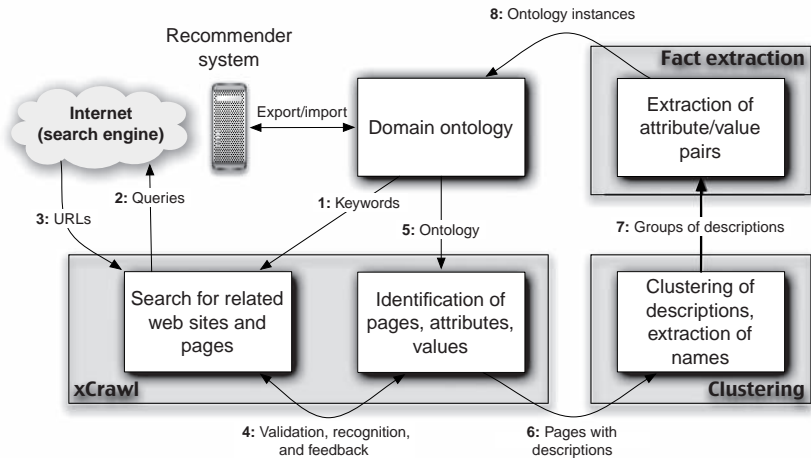 8: Ontology instances
Recommender
system
Fact extraction
Internet
(search engine)
Export/import
Domain ontology
Extraction of
attribute/value
pairs
2: Queries
3: URLs
1: Keywords
5: Ontology
7: Groups of descriptions
Search for related
web sites and
pages
Identification of
pages, attributes,
values
Clustering of
descriptions,
extraction of
names
xCrawl
Clustering
4: Validation, recognition,
and feedback
6: Pages with
descriptions